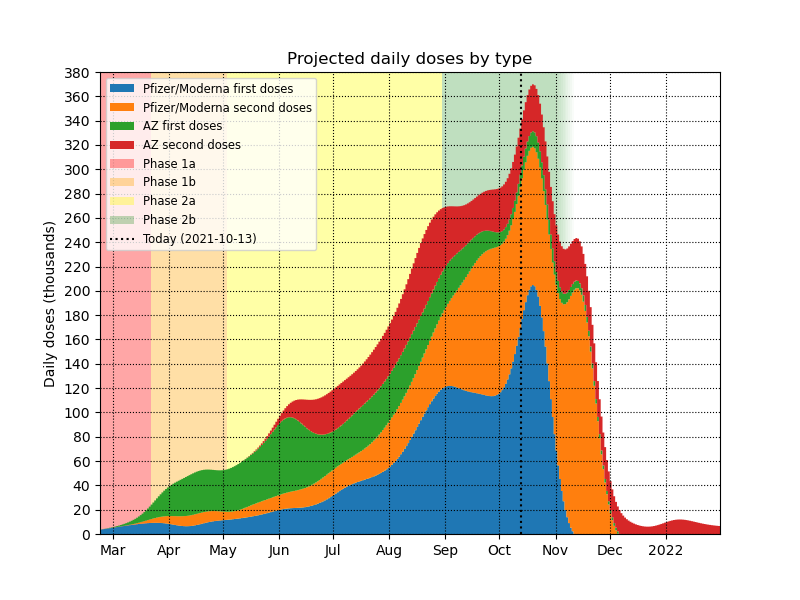 Projected daily doses by type
Daily doses (thousands)
380
360
340
320
300
280
260
240
220
200
180
160
140
120
100
80
60
40
20
0
Pfizer/Moderna first doses
Pfizer/Moderna second doses
AZ first doses
AZ second doses
Phase 1a
Phase 1b
Phase 2a
Phase 2b
Today (2021-10-13)
Mar Apr May Jun Jul Aug Sep Oct Nov Dec 2022